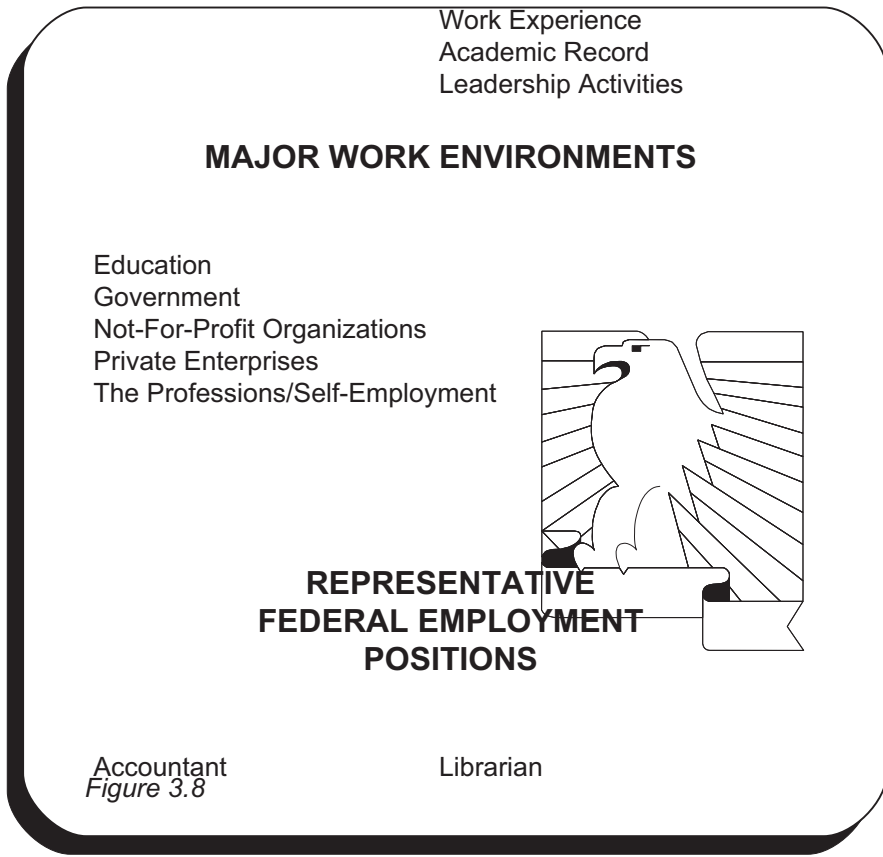 Work Experience
Academic Record
Leadership Activities
MAJOR WORK ENVIRONMENTS
Education
Government
Not-For-Profit Organizations
Private Enterprises
The Professions/Self-Employment
REPRESENTATIVE
FEDERAL EMPLOYMENT
POSITIONS
Accountant
Librarian
Figure 3.8